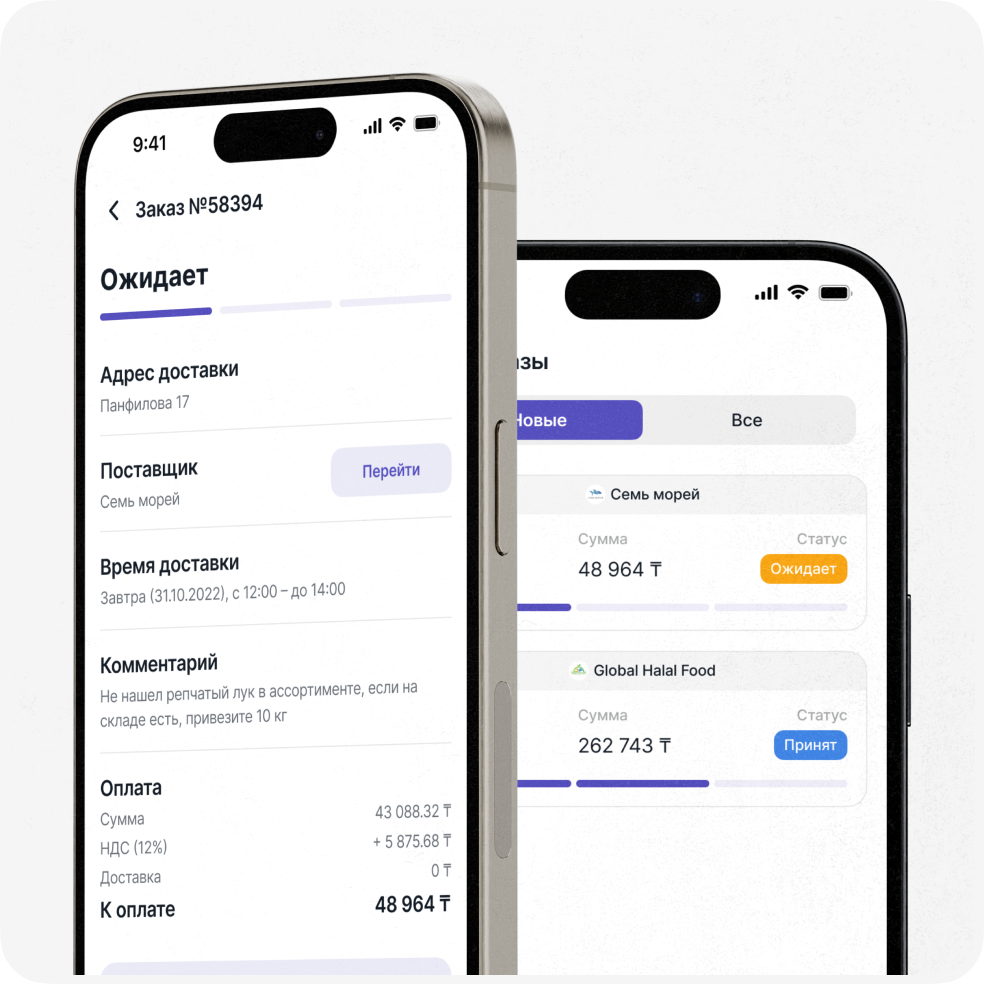 9:41
Заказ №58394
Ожидает
Адрес доставки
Панфилова 17
Поставщик
Семь морей
Перейти
Время доставки
Завтра (31.10.2022), с 12:00 – до 14:00
Комментарий
Не нашел репчатый лук в ассортименте, если на
складе есть, привезите 10 кг
Оплата
Сумма 43 088.32 ₸
НДС (12%) + 5 875.68 ₸
Доставка 0 ₸
К оплате 48 964 ₸
Новые Все
Семь морей
Сумма Статус
48 964 ₸ Ожидает
Global Halal Food
Сумма Статус
262 743 ₸ Принят